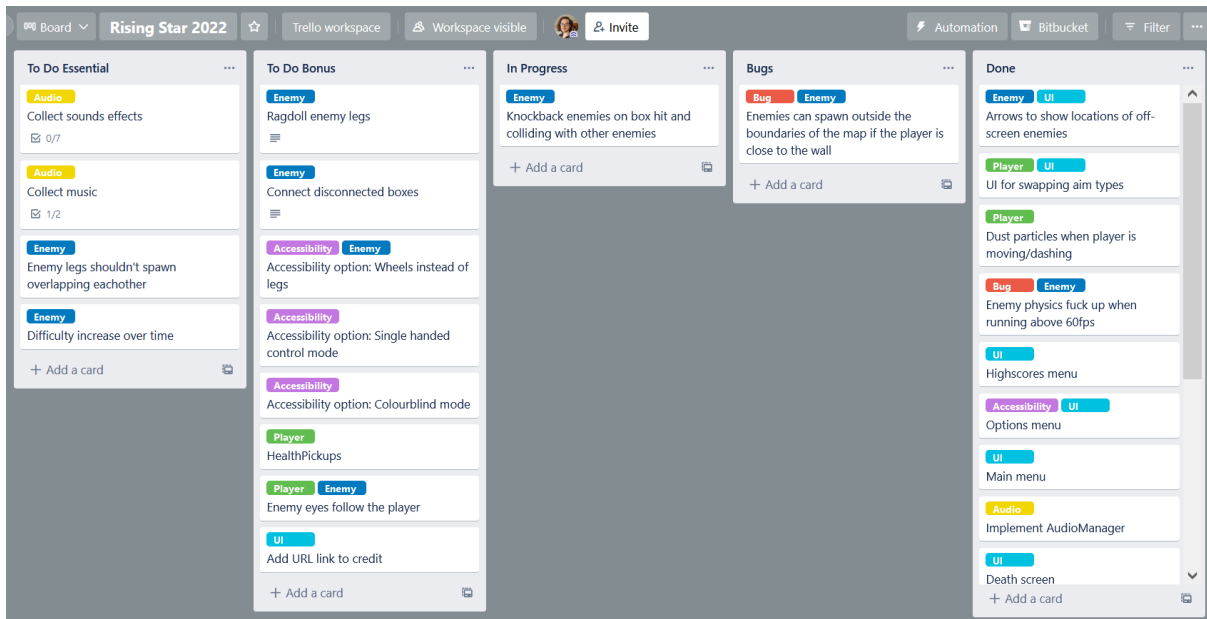 Board
Rising Star 2022
Trello workspace
Workspace visible
Invite
Automation
Bitbucket
Filter
To Do Essential
Audio
Collect sounds effects
0/7
Audio
Collect music
1/2
Enemy
Enemy legs shouldn't spawn
overlapping eachother
Enemy
Difficulty increase over time
+ Add a card
To Do Bonus
Enemy
Ragdoll enemy legs
Enemy
Connect disconnected boxes
Accessibility Enemy
Accessibility option: Wheels instead of
legs
Accessibility
Accessibility option: Single handed
control mode
Accessibility
Accessibility option: Colourblind mode
Player
HealthPickups
Player Enemy
Enemy eyes follow the player
UI
Add URL link to credit
+ Add a card
In Progress
Enemy
Knockback enemies on box hit and
colliding with other enemies
+ Add a card
Bugs
Bug Enemy
Enemies can spawn outside the
boundaries of the map if the player is
close to the wall
+ Add a card
Done
Enemy UI
Arrows to show locations of off-
screen enemies
Player UI
UI for swapping aim types
Player
Dust particles when player is
moving/dashing
Bug Enemy
Enemy physics fuck up when
running above 60fps
UI
Highscores menu
Accessibility UI
Options menu
UI
Main menu
Audio
Implement AudioManager
UI
Death screen
+ Add a card